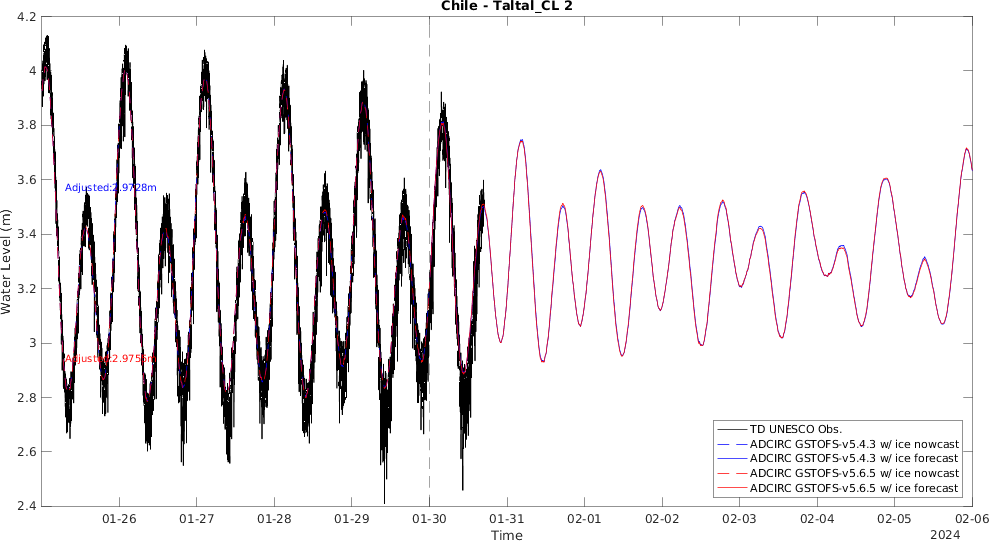 Chile - Taltal_CL 2
4.2
4
3.8
3.6
3.4
3.2
3
2.8
2.6
2.4
Water Level (m)
Adjusted:2.9728m
Adjusted:2.9755m
TD UNESCO Obs.
ADCIRC GSTOFS-v5.4.3 w/ ice nowcast
ADCIRC GSTOFS-v5.4.3 w/ ice forecast
ADCIRC GSTOFS-v5.6.5 w/ ice nowcast
ADCIRC GSTOFS-v5.6.5 w/ ice forecast
01-26 01-27 01-28 01-29 01-30 01-31 02-01 02-02 02-03 02-04 02-05 02-06
Time
2024